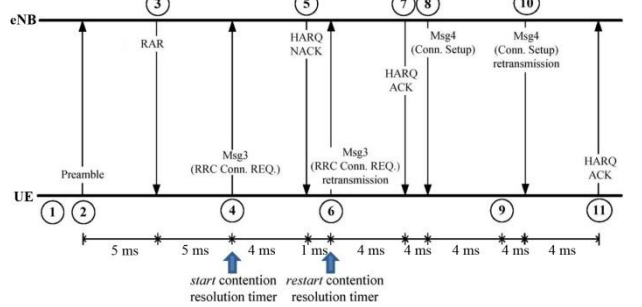 3
5
7
8
10
eNB
RAR
HARQ
NACK
HARQ
ACK
Msg4
(Conn. Setup)
Msg4
(Conn. Setup)
retransmission
Preamble
Msg3
(RRC Conn. REQ.)
Msg3
(RRC Conn. REQ.)
retransmission
HARQ
ACK
UE
1
2
4
6
9
11
5 ms
5 ms
4 ms
1 ms
4 ms
4 ms
4 ms
4 ms
4 ms
start contention
resolution timer
restart contention
resolution timer